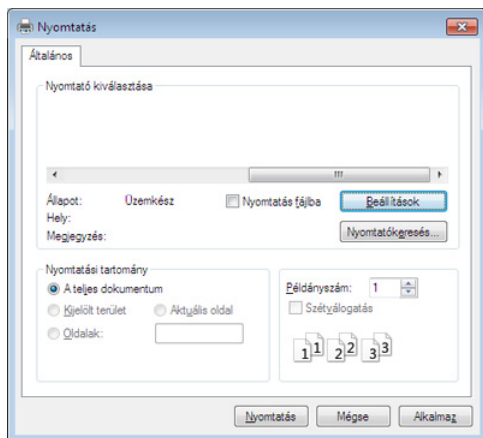 Nyomtatás
Általános
Nyomtató kiválasztása
Állapot: Üzemkész
Nyomtatás fájlba
Beállítások
Hely:
Megjegyzés:
Nyomtatókeresés...
Nyomtatási tartomány
A teljes dokumentum
Kijelölt terület
Aktuális oldal
Oldalak:
Példányszám: 1
Szétválogatás
1 1 2 2 3 3
Nyomtatás
Mégse
Alkalmaz